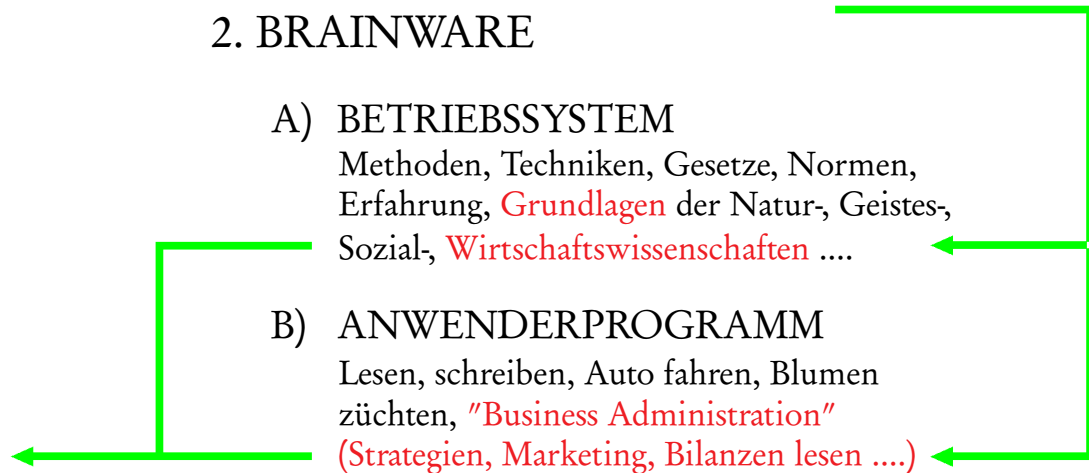 2. BRAINWARE
A) BETRIEBSSYSTEM
Methoden, Techniken, Gesetze, Normen,
Erfahrung, Grundlagen der Natur-, Geistes-,
Sozial-, Wirtschaftswissenschaften ....
B) ANWENDERPROGRAMM
Lesen, schreiben, Auto fahren, Blumen
züchten, "Business Administration"
(Strategien, Marketing, Bilanzen lesen ....)